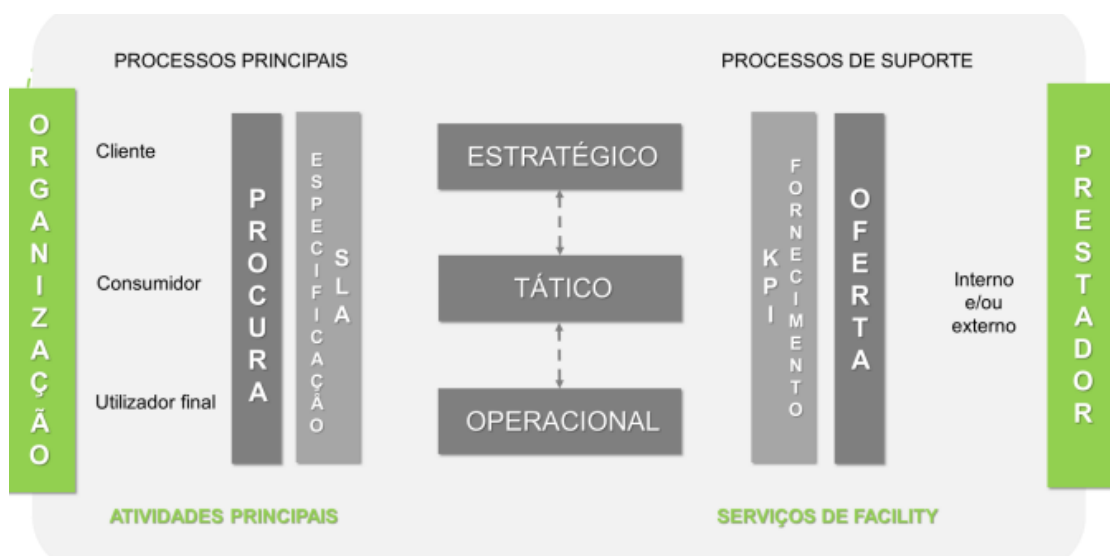 PROCESSOS PRINCIPAIS
PROCESSOS DE SUPORTE
ORGANIZAÇÃO
Cliente
Consumidor
Utilizador final
PROCURA
ESPECIFICAÇÃO
SLA
ESTRATÉGICO
TÁTICO
OPERACIONAL
KPI
FORNECIMENTO
OFERTA
Interno
e/ou
externo
PRESTADOR
ATIVIDADES PRINCIPAIS
SERVIÇOS DE FACILITY